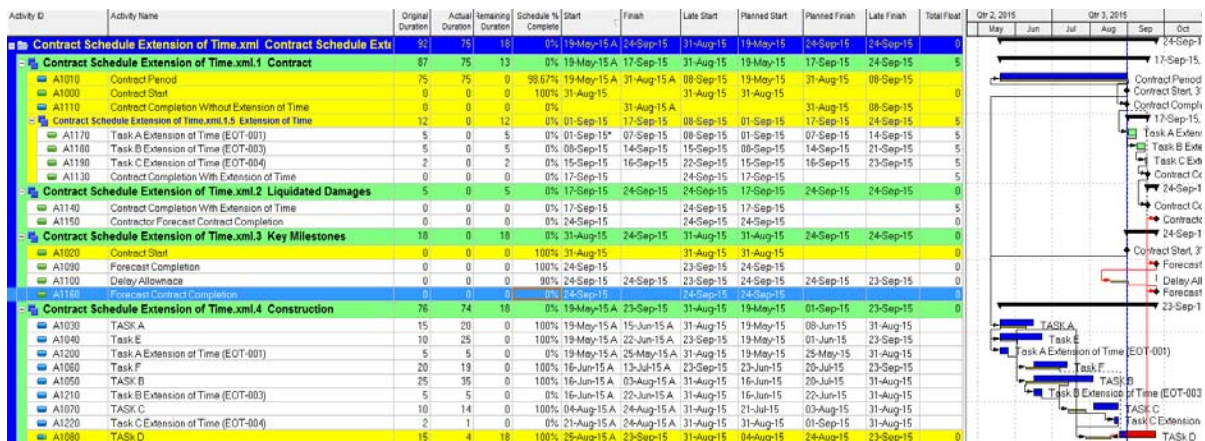 Activity ID Activity Name Original Duration Actual Duration Remaining Duration Schedule % Complete Start Finish Late Start Planned Start Planned Finish Late Finish Total Float Qtr 2, 2015 Qtr 3, 2015
May Jun Jul Aug Sep Oct
Contract Schedule Extension of Time.xml Contract Schedule Exte 92 75 18 0% 19-May-15 A 24-Sep-15 31-Aug-15 19-May-15 24-Sep-15 24-Sep-15 0 24-Sep-1
Contract Schedule Extension of Time.xml.1 Contract 87 75 13 0% 19-May-15 A 17-Sep-15 31-Aug-15 19-May-15 17-Sep-15 24-Sep-15 5 17-Sep-15,
A1010 Contract Period 75 75 0 98.67% 19-May-15 A 31-Aug-15 A 08-Sep-15 19-May-15 31-Aug-15 08-Sep-15 Contract Period
A1000 Contract Start 0 0 0 100% 31-Aug-15 31-Aug-15 31-Aug-15 0 Contract Start, 31
A1110 Contract Completion Without Extension of Time 0 0 0 0% 31-Aug-15 A 31-Aug-15 08-Sep-15 Contract Comple
Contract Schedule Extension of Time.xml.1.5 Extension of Time 12 0 12 0% 01-Sep-15 17-Sep-15 08-Sep-15 01-Sep-15 17-Sep-15 24-Sep-15 5 17-Sep-15,
A1170 Task A Extension of Time (EOT-001) 5 0 5 0% 01-Sep-15* 07-Sep-15 08-Sep-15 01-Sep-15 07-Sep-15 14-Sep-15 5 Task A Exten
A1180 Task B Extension of Time (EOT-003) 5 0 5 0% 08-Sep-15 14-Sep-15 15-Sep-15 08-Sep-15 14-Sep-15 21-Sep-15 5 Task B Exte
A1190 Task C Extension of Time (EOT-004) 2 0 2 0% 15-Sep-15 16-Sep-15 22-Sep-15 15-Sep-15 16-Sep-15 23-Sep-15 5 Task C Ext
A1130 Contract Completion With Extension of Time 0 0 0 0% 17-Sep-15 24-Sep-15 17-Sep-15 5 Contract Co
Contract Schedule Extension of Time.xml.2 Liquidated Damages 5 0 5 0% 17-Sep-15 24-Sep-15 24-Sep-15 17-Sep-15 24-Sep-15 24-Sep-15 0 24-Sep-1
A1140 Contract Completion With Extension of Time 0 0 0 0% 17-Sep-15 24-Sep-15 17-Sep-15 5 Contract Co
A1150 Contractor Forecast Contract Completion 0 0 0 0% 24-Sep-15 24-Sep-15 24-Sep-15 0 Contracto
Contract Schedule Extension of Time.xml.3 Key Milestones 18 0 18 0% 31-Aug-15 24-Sep-15 31-Aug-15 31-Aug-15 24-Sep-15 24-Sep-15 0 24-Sep-1
A1020 Contract Start 0 0 0 100% 31-Aug-15 31-Aug-15 31-Aug-15 0 Contract Start, 31
A1090 Forecast Completion 0 0 0 100% 24-Sep-15 23-Sep-15 24-Sep-15 0 Forecast
A1100 Delay Allownace 0 0 0 90% 24-Sep-15 24-Sep-15 24-Sep-15 24-Sep-15 24-Sep-15 23-Sep-15 0 Delay All
A1160 Forecast Contract Completion 0 0 0 0% 24-Sep-15 24-Sep-15 24-Sep-15 0 Forecast
Contract Schedule Extension of Time.xml.4 Construction 76 74 18 0% 19-May-15 A 23-Sep-15 31-Aug-15 19-May-15 01-Sep-15 23-Sep-15 0 23-Sep-1
A1030 TASK A 15 20 0 100% 19-May-15 A 15-Jun-15 A 31-Aug-15 19-May-15 08-Jun-15 31-Aug-15 TASK A
A1040 Task E 10 25 0 100% 19-May-15 A 22-Jun-15 A 23-Sep-15 19-May-15 01-Jun-15 23-Sep-15 Task E
A1200 Task A Extension of Time (EOT-001) 5 5 0 0% 19-May-15 A 25-May-15 A 31-Aug-15 19-May-15 25-May-15 31-Aug-15 Task A Extension of Time (EOT-001)
A1060 Task F 20 19 0 100% 16-Jun-15 A 13-Jul-15 A 23-Sep-15 23-Jun-15 20-Jul-15 23-Sep-15 Task F
A1050 TASK B 25 35 0 100% 16-Jun-15 A 03-Aug-15 A 31-Aug-15 16-Jun-15 20-Jul-15 31-Aug-15 TASK B
A1210 Task B Extension of Time (EOT-003) 5 5 0 0% 16-Jun-15 A 22-Jun-15 A 31-Aug-15 16-Jun-15 22-Jun-15 31-Aug-15 Task B Extension of Time (EOT-003
A1070 TASK C 10 14 0 100% 04-Aug-15 A 24-Aug-15 A 31-Aug-15 21-Jul-15 03-Aug-15 31-Aug-15 TASK C
A1220 Task C Extension of Time (EOT-004) 2 1 0 0% 21-Aug-15 A 24-Aug-15 A 31-Aug-15 21-Aug-15 24-Aug-15 31-Aug-15 Task C Extension
A1080 TASK D 15 4 18 100% 25-Aug-15 A 23-Sep-15 31-Aug-15 04-Aug-15 24-Aug-15 23-Sep-15 0 TASk D